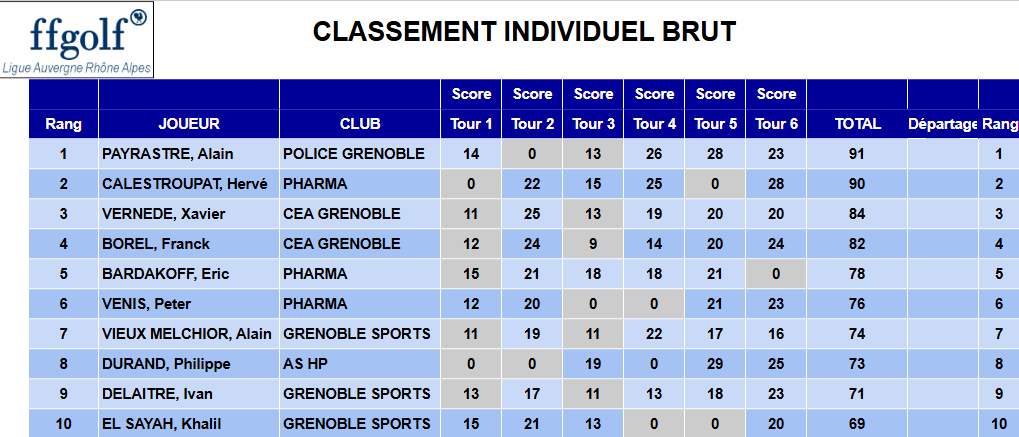 ffgolf
Ligue Auvergne Rhône Alpes
CLASSEMENT INDIVIDUEL BRUT
Score Score Score Score Score Score
Rang JOUEUR CLUB Tour 1 Tour 2 Tour 3 Tour 4 Tour 5 Tour 6 TOTAL Départage Rang
1 PAYRASTRE, Alain POLICE GRENOBLE 14 0 13 26 28 23 91 1
2 CALESTROUPAT, Hervé PHARMA 0 22 15 25 0 28 90 2
3 VERNEDE, Xavier CEA GRENOBLE 11 25 13 19 20 20 84 3
4 BOREL, Franck CEA GRENOBLE 12 24 9 14 20 24 82 4
5 BARDAKOFF, Eric PHARMA 15 21 18 18 21 0 78 5
6 VENIS, Peter PHARMA 12 20 0 0 21 23 76 6
7 VIEUX MELCHIOR, Alain GRENOBLE SPORTS 11 19 11 22 17 16 74 7
8 DURAND, Philippe AS HP 0 0 19 0 29 25 73 8
9 DELAITRE, Ivan GRENOBLE SPORTS 13 17 11 13 18 23 71 9
10 EL SAYAH, Khalil GRENOBLE SPORTS 15 21 13 0 0 20 69 10